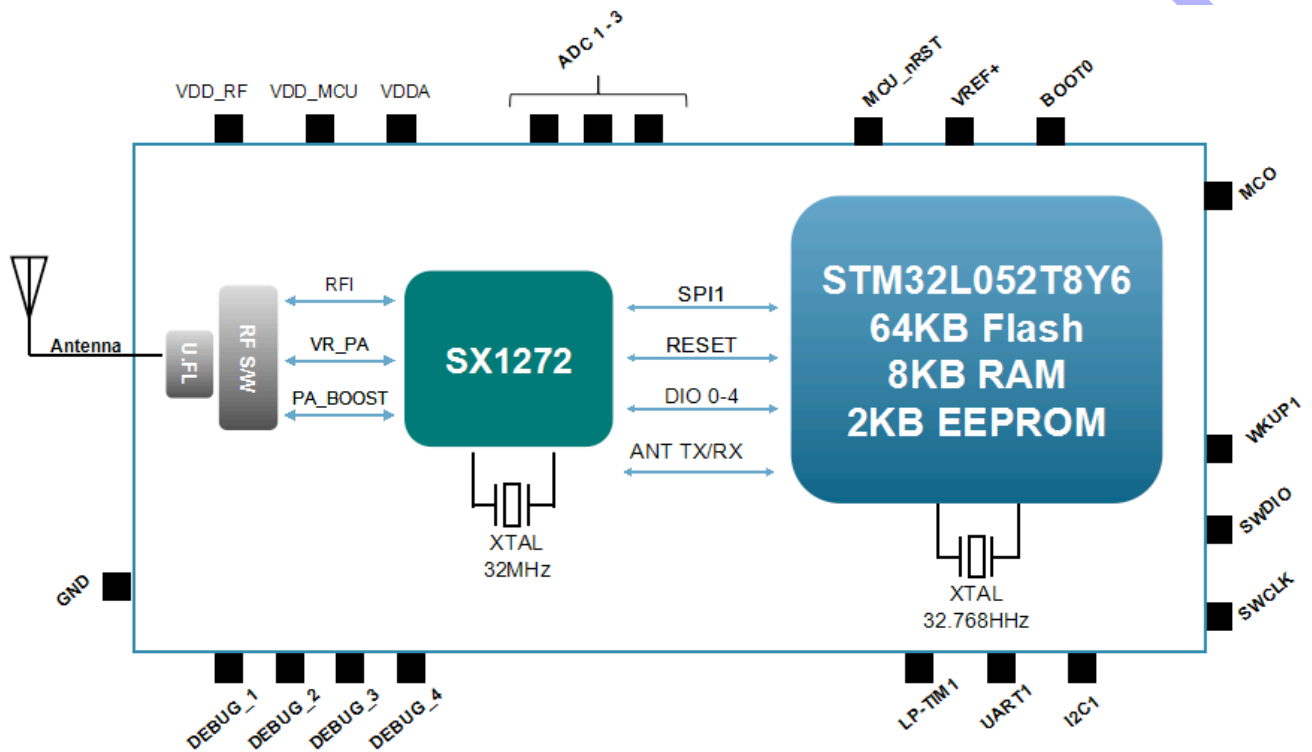 ADC 1 - 3
VDD_RF
VDD_MCU
VDDA
MCU_nRST
VREF+
BOOT0
MCO
Antenna
U.FL
RF S/W
RFI
VR_PA
PA_BOOST
SX1272
SPI1
RESET
DIO 0-4
ANT TX/RX
STM32L052T8Y6
64KB Flash
8KB RAM
2KB EEPROM
XTAL
32MHz
XTAL
32.768HHz
WKUP1
SWDIO
SWCLK
GND
DEBUG_1
DEBUG_2
DEBUG_3
DEBUG_4
LP-TIM1
UART1
I2C1